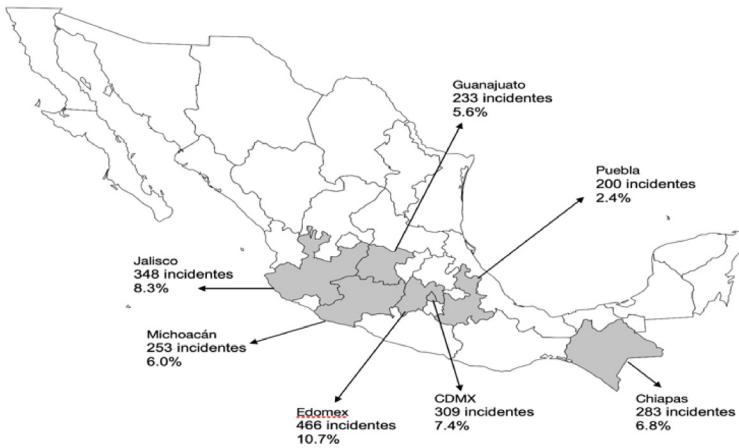 Guanajuato
233 incidentes
5.6%
Puebla
200 incidentes
2.4%
Jalisco
348 incidentes
8.3%
Michoacán
253 incidentes
6.0%
Edomex
466 incidentes
10.7%
CDMX
309 incidentes
7.4%
Chiapas
283 incidentes
6.8%